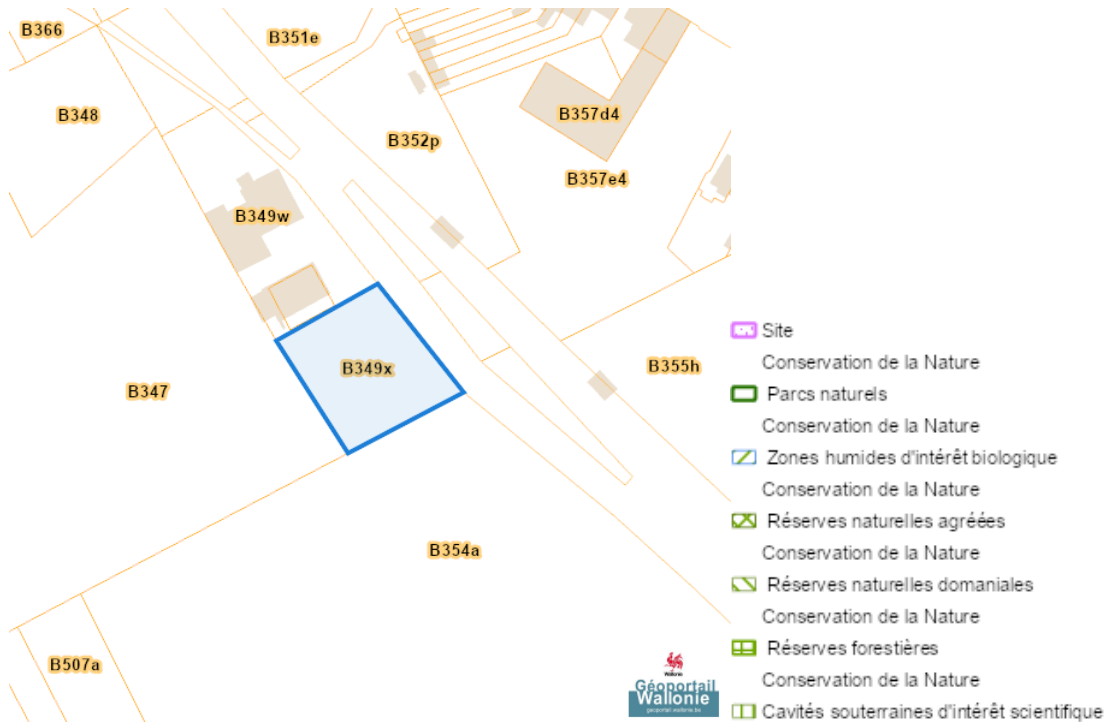 B366
B351e
B348
B352p
B357d4
B357e4
B349w
B349x
B347
B355h
B354a
B507a
Wallonie
Géoportail
Wallonie
geoportail.wallonie.be
Site
Conservation de la Nature
Parcs naturels
Conservation de la Nature
Zones humides d'intérêt biologique
Conservation de la Nature
Réserves naturelles agréées
Conservation de la Nature
Réserves naturelles domaniales
Conservation de la Nature
Réserves forestières
Conservation de la Nature
Cavités souterraines d'intérêt scientifique